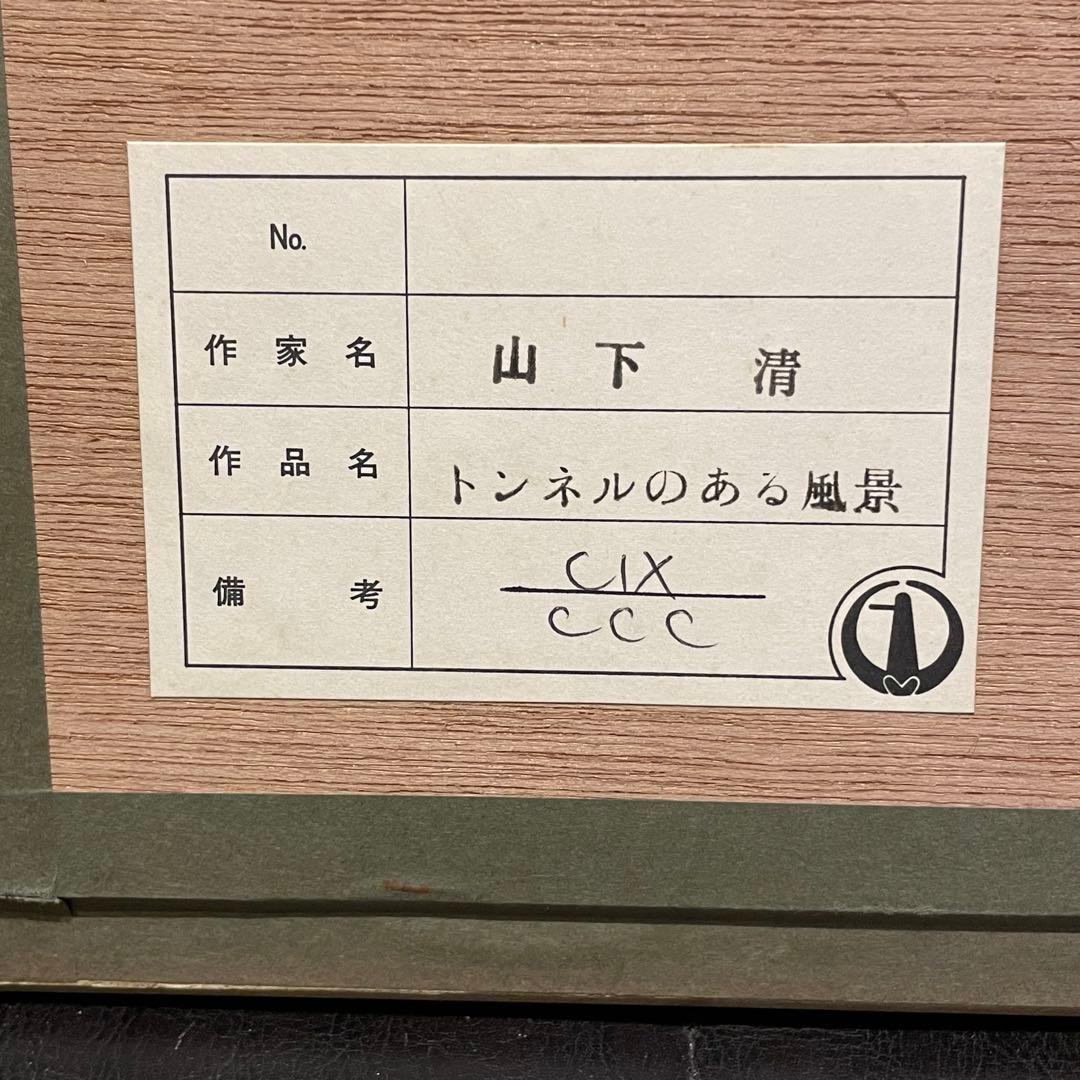 No.
作家名 山下 清
作品名 トンネルのある風景
備考 CIX
CCC